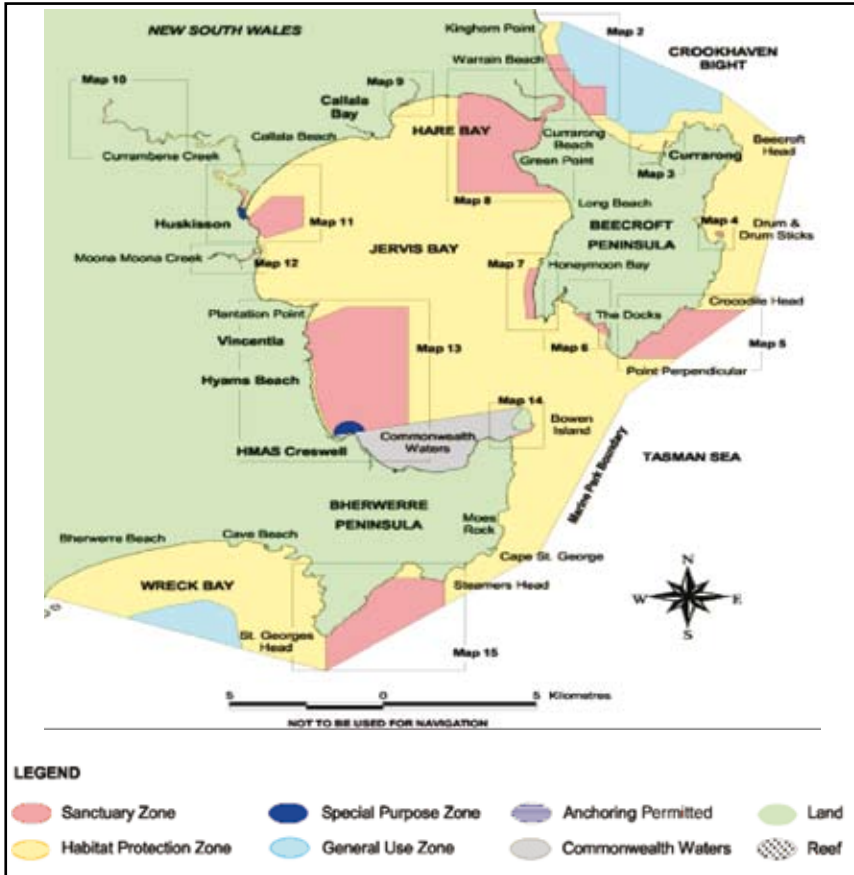 Kinghorn Point
Map 2
NEW SOUTH WALES
CROOKHAVEN
BIGHT
Warrain Beach
Map 10
Map 9
Callala
Bay
HARE BAY
Callala Beach
Currarong
Beach
Currarong
Beecroft
Head
Currambene Creek
Green Point
Map 3
Map 8
Long Beach
Huskisson
Map 11
BEECROFT
PENINSULA
Map 4
Drum &
Drum Sticks
JERVIS BAY
Moona Moona Creek
Map 12
Map 7
Honeymoon Bay
Crocodile Head
Plantation Point
The Docks
Vincentia
Map 13
Map 6
Map 5
Point Perpendicular
Hyams Beach
Map 14
Bowen
Island
HMAS Creswell
Commonwealth
Waters
TASMAN SEA
Marine Park Boundary
BHERWERRE
PENINSULA
Moes
Rock
Bherwerre Beach
Cave Beach
Cape St. George
N
WRECK BAY
Steamers Head
W
E
S
St. Georges
Head
Map 15
5
0
5
Kilometres
NOT TO BE USED FOR NAVIGATION
LEGEND
Sanctuary Zone
Special Purpose Zone
Anchoring Permitted
Land
Habitat Protection Zone
General Use Zone
Commonwealth Waters
Reef